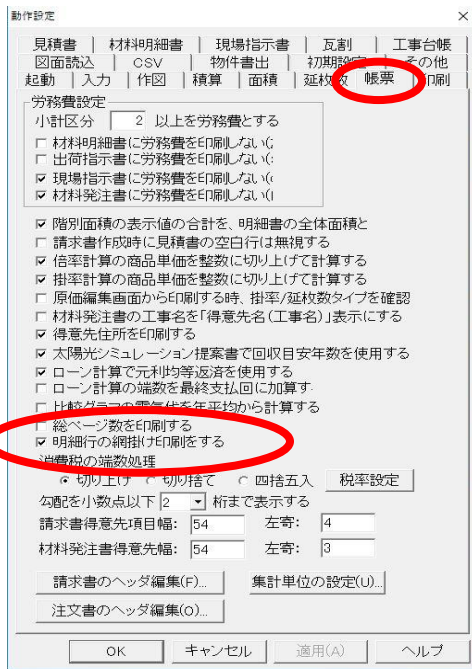 動作設定
見積書 材料明細書 現場指示書 瓦割 工事台帳
図面読込 CSV 物件書出 初期設定 その他
起動 入力 作図 積算 面積 延枚数 帳票 印刷
労務費設定
小計区分 2 以上を労務費とする
材料明細書に労務費を印刷しない(
出荷指示書に労務費を印刷しない(
現場指示書に労務費を印刷しない(
材料発注書に労務費を印刷しない(
階別面積の表示値の合計を、明細書の全体面積と
請求書作成時に見積書の空白行は無視する
倍率計算の商品単価を整数に切り上げて計算する
掛率計算の商品単価を整数に切り上げて計算する
原価編集画面から印刷する時、掛率/延枚数タイプを確認
材料発注書の工事名を「得意先名(工事名)」表示にする
得意先住所を印刷する
太陽光シミュレーション提案書で回収目安年数を使用する
ローン計算で元利均等返済を使用する
ローン計算の端数を最終支払回に加算す
比較グラフの電気代を年平均から計算する
総ページ数を印刷する
明細行の網掛け印刷をする
消費税の端数処理
切り上げ 切り捨て 四捨五入 税率設定
勾配を小数点以下 2 桁まで表示する
請求書得意先項目幅: 54 左寄: 4
材料発注書得意先幅: 54 左寄: 3
請求書のヘッダ編集(F)... 集計単位の設定(U)...
注文書のヘッダ編集(O)...
OK キャンセル 適用(A) ヘルプ